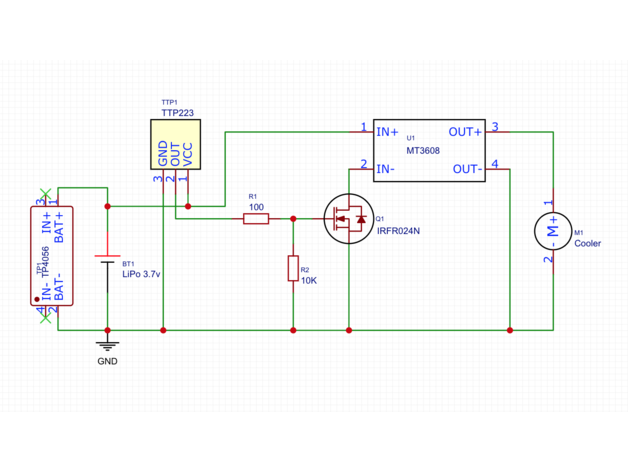 TTP1
TTP223
GND
OUT
VCC
3
2
1
1
IN+
2
IN-
U1
MT3608
OUT+
3
OUT-
4
R1
100
Q1
IRFR024N
R2
10K
3
1
IN+
BAT+
TP1
TP4056
IN-
BAT-
4
2
BT1
LiPo 3.7v
GND
1
M
+
-
2
M1
Cooler